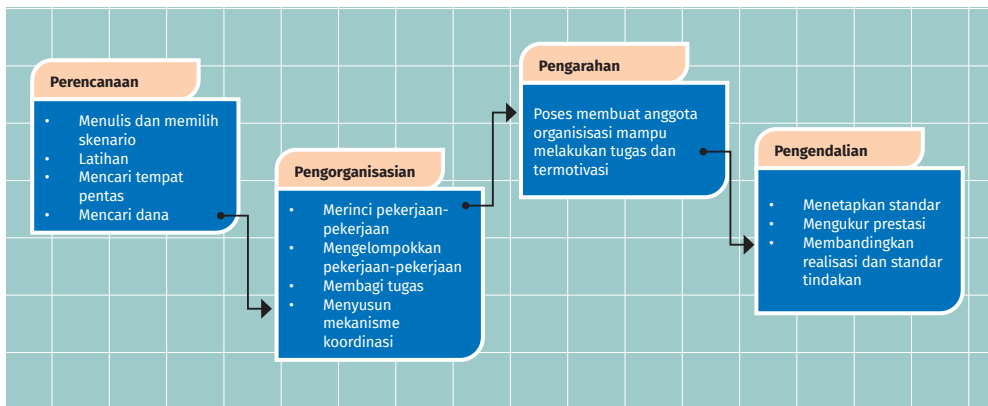 Perencanaan
• Menulis dan memilih
skenario
• Latihan
• Mencari tempat
pentas
• Mencari dana
Pengorganisasian
• Merinci pekerjaan-
pekerjaan
• Mengelompokkan
pekerjaan-pekerjaan
• Membagi tugas
• Menyusun
mekanisme
koordinasi
Pengarahan
Poses membuat anggota
organisisasi mampu
melakukan tugas dan
termotivasi
Pengendalian
• Menetapkan standar
• Mengukur prestasi
• Membandingkan
realisasi dan standar
tindakan